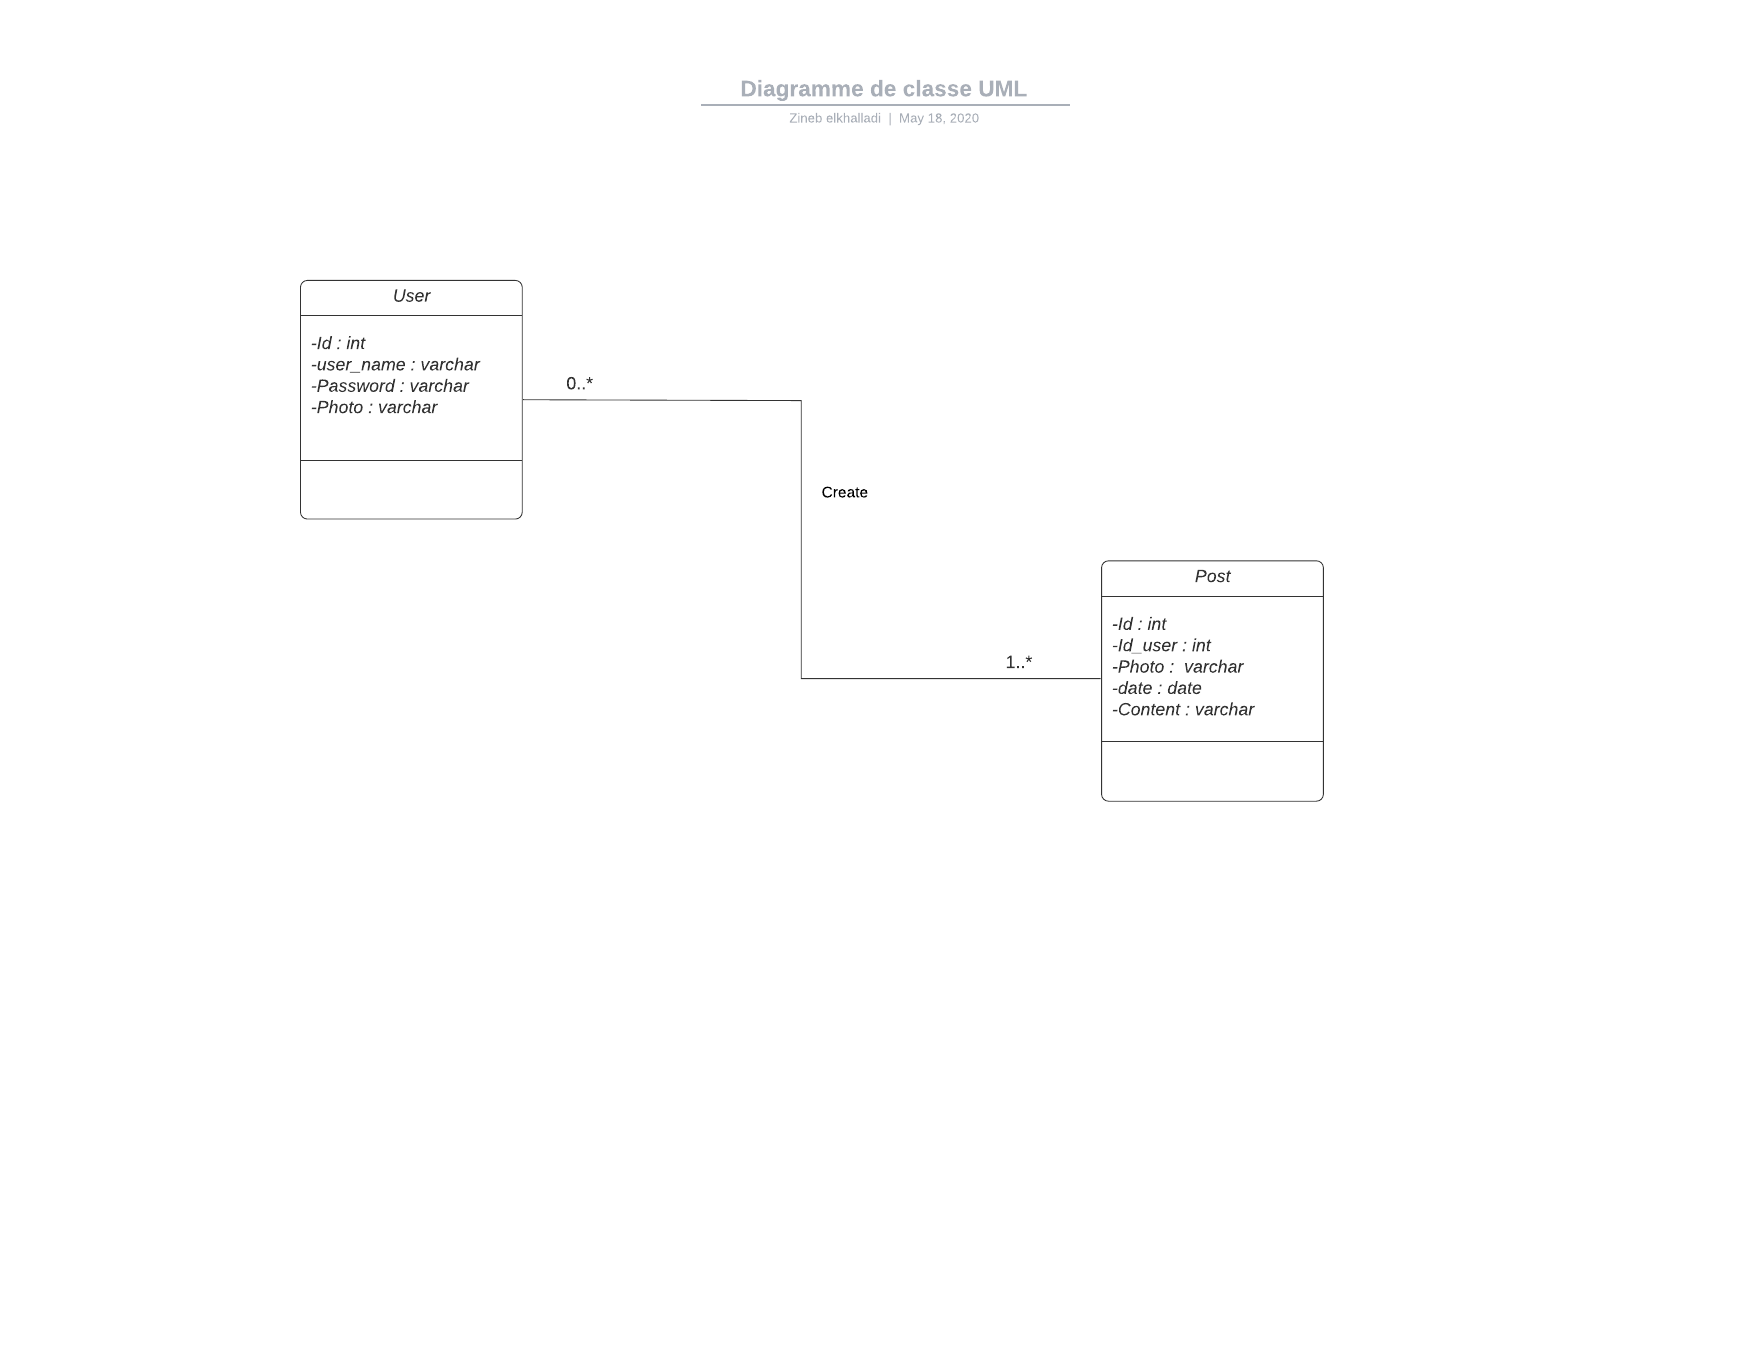 Diagramme de classe UML
Zineb elkhalladi | May 18, 2020
User
-Id : int
-user_name : varchar
-Password : varchar
-Photo : varchar
0..*
Create
Post
1..*
-Id : int
-Id_user : int
-Photo :  varchar
-date : date
-Content : varchar